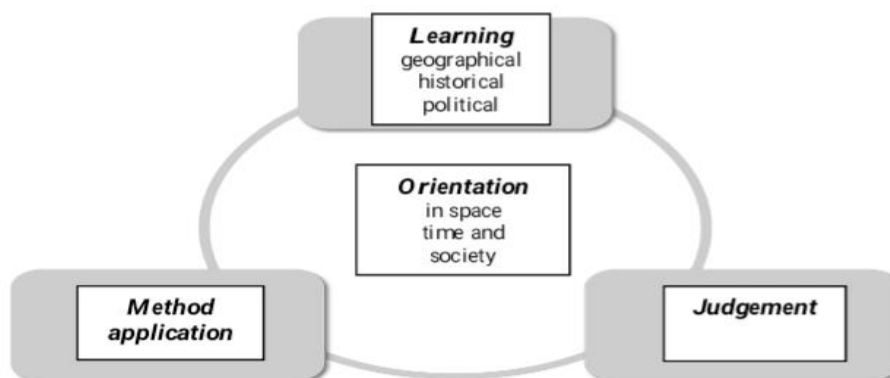 Learning
geographical
historical
political
Orientation
in space
time and
society
Method
application
Judgement